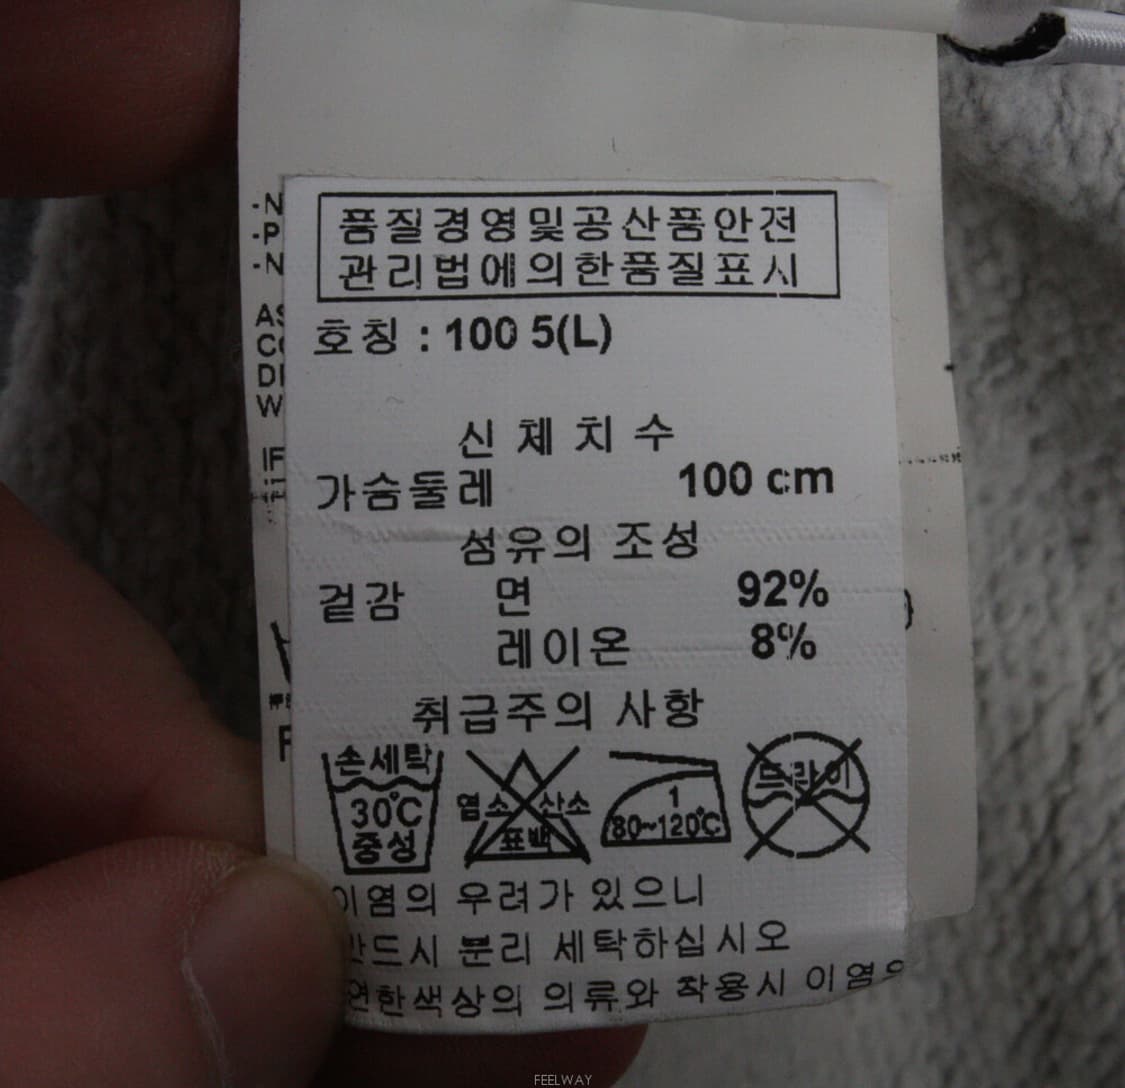 품질경영및공산품안전
관리법에의한품질표시
호칭 : 100 5(L)
신체치수
가슴둘레 100 cm
섬유의 조성
겉감 면 92%
레이온 8%
취급주의 사항
손세탁
30℃
중성
염소 산소
표백
1
80~120℃
드라이
이염의 우려가 있으니
반드시 분리 세탁하십시오
연한색상의 의류와 착용시 이염
-N
-P
-N
IF
FEELWAY